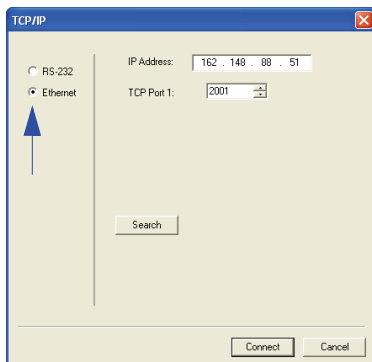 TCP/IP
RS-232
Ethernet
IP Address: 162 . 148 . 88 . 51
TCP Port 1: 2001
Search
Connect Cancel